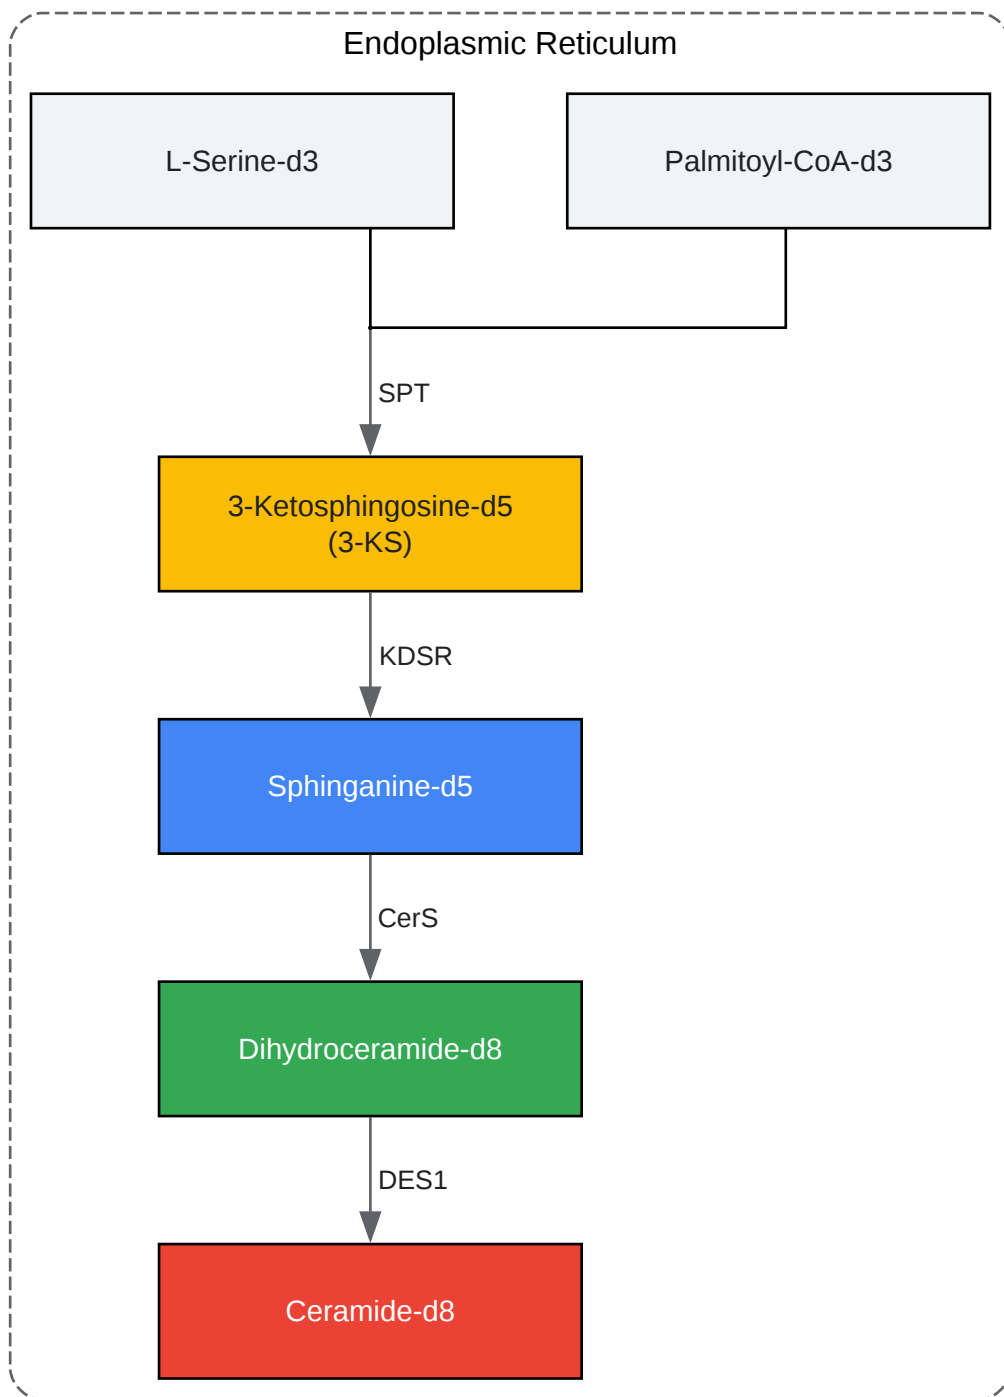 Endoplasmic Reticulum
L-Serine-d3
Palmitoyl-CoA-d3
SPT
3-Ketosphingosine-d5
(3-KS)
KDSR
Sphinganine-d5
CerS
Dihydroceramide-d8
DES1
Ceramide-d8